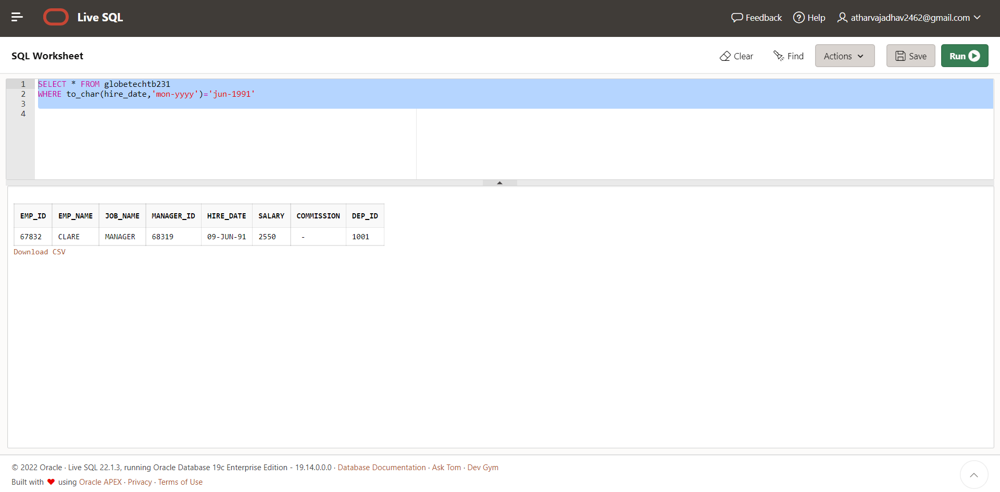 Live SQL
Feedback Help atharvajadhav2462@gmail.com
SQL Worksheet
Clear Find Actions Save Run
1 SELECT * FROM globetechtb231
2 WHERE to_char(hire_date,'mon-yyyy')='jun-1991'
3
4
EMP_ID EMP_NAME JOB_NAME MANAGER_ID HIRE_DATE SALARY COMMISSION DEP_ID
67832 CLARE MANAGER 68319 09-JUN-91 2550 - 1001
Download CSV
© 2022 Oracle · Live SQL 22.1.3, running Oracle Database 19c Enterprise Edition - 19.14.0.0.0 · Database Documentation · Ask Tom · Dev Gym
Built with ❤ using Oracle APEX · Privacy · Terms of Use